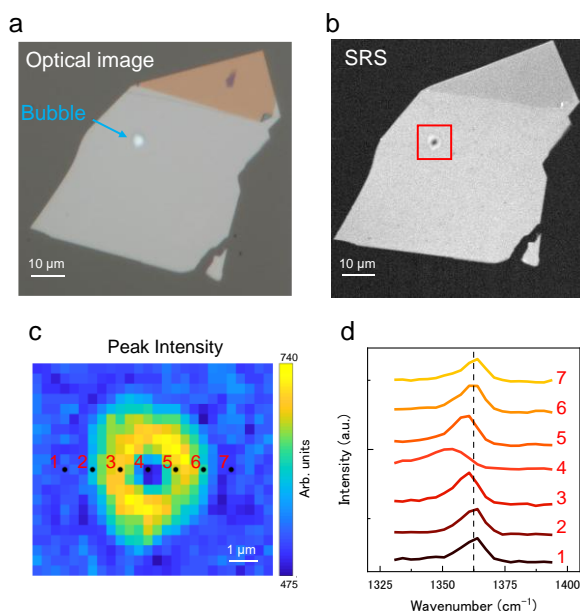 a
Optical image
Bubble
10 μm
b
SRS
10 μm
c
Peak Intensity
1 2 3 4 5 6 7
1 μm
740
Arb. units
475
d
Intensity (a.u.)
7
6
5
4
3
2
1
1325 1350 1375 1400
Wavenumber (cm⁻¹)